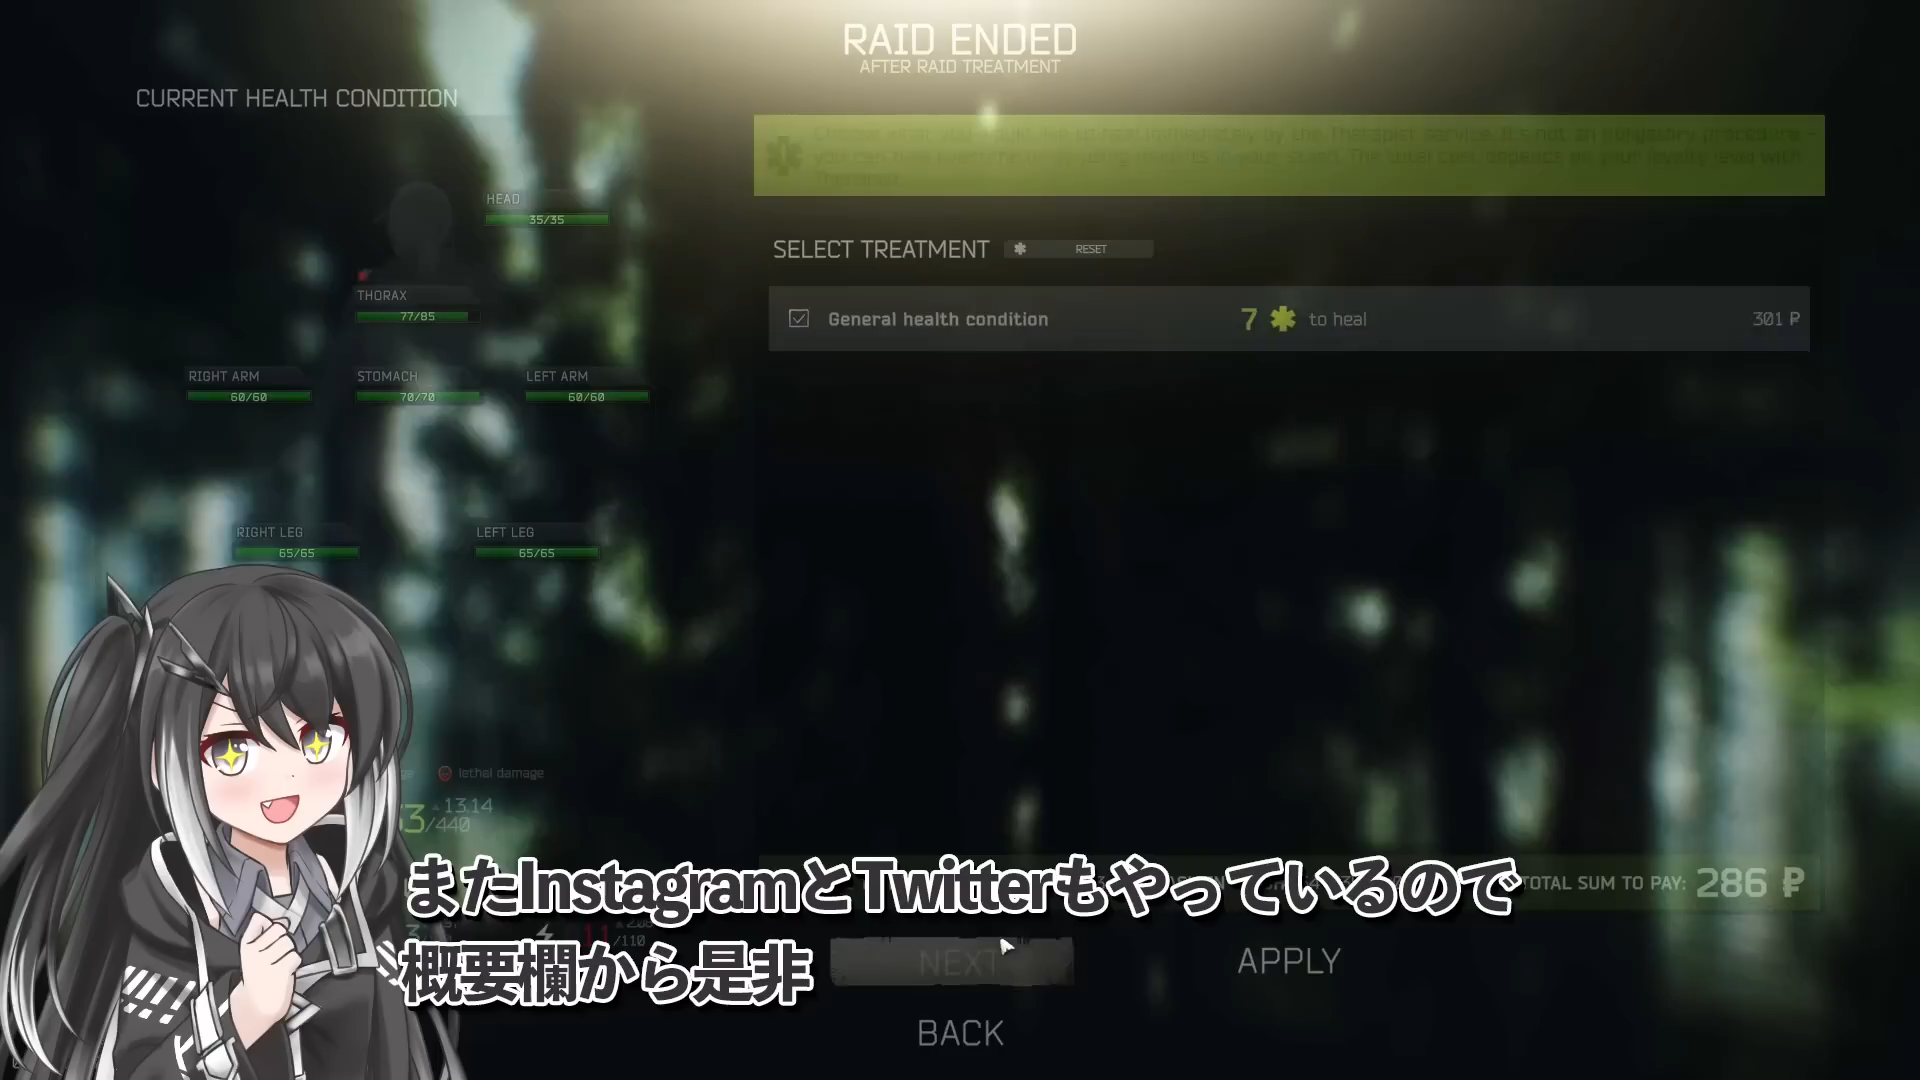 RAID ENDED
AFTER RAID TREATMENT
CURRENT HEALTH CONDITION
HEAD
35/35
THORAX
77/85
RIGHT ARM
60/60
STOMACH
70/70
LEFT ARM
60/60
RIGHT LEG
65/65
LEFT LEG
65/65
SELECT TREATMENT
RESET
General health condition
7 to heal
301 ₽
lethal damage
13.14
/440
またInstagramとTwitterもやっているので
TOTAL SUM TO PAY: 286 ₽
/110
概要欄から是非
NEXT
APPLY
BACK